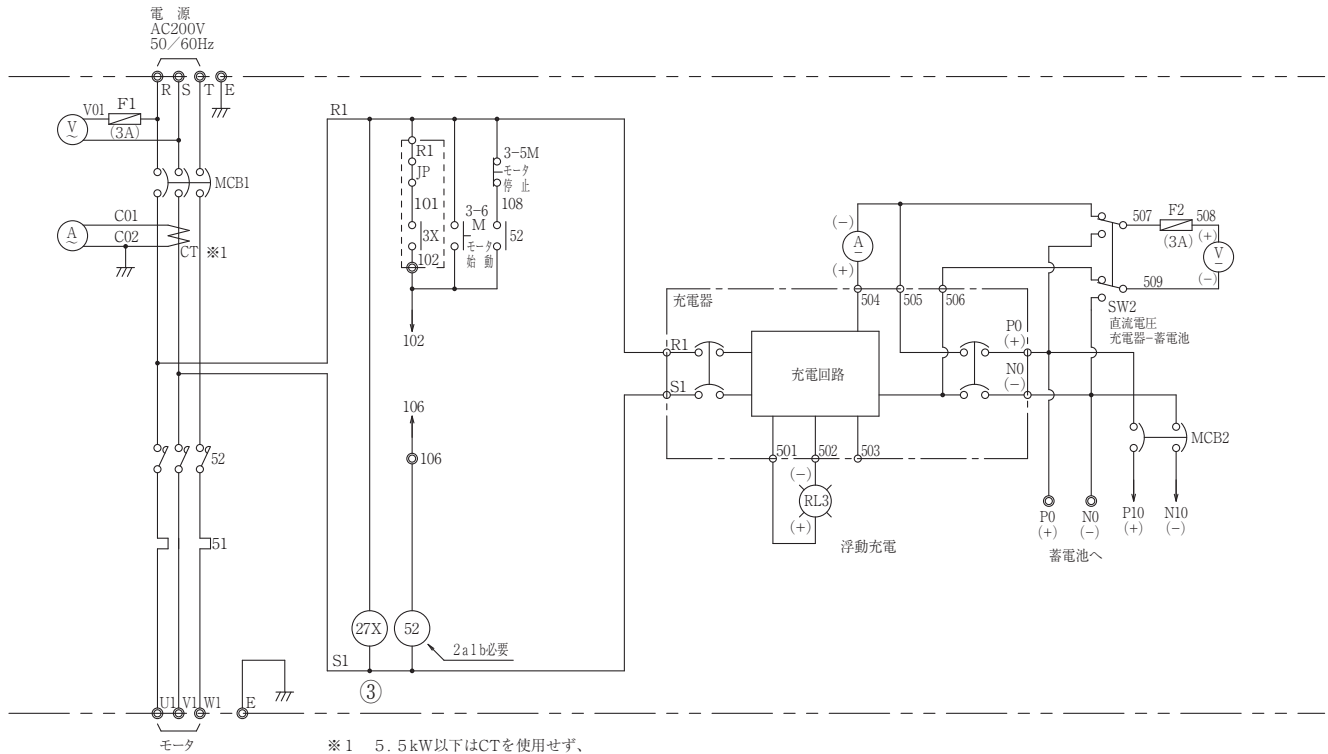 電 源
AC200V
50/60Hz
R
S
T
E
V01
F1
(3A)
V
~
MCB1
C01
C02
A
~
CT ※1
R1
R1
JP
101
3X
102
3-6
M
モータ
始 動
3-5M
モータ
停 止
108
52
102
106
106
52
51
27X
52
2a1b必要
S1
③
U1
V1
W1
E
モータ
※1 5.5kW以下はCTを使用せず、
充電器
R1
S1
充電回路
(-)
A
-
(+)
504
505
506
P0
(+)
N0
(-)
501
502
503
(-)
RL3
(+)
浮動充電
507
F2
508
(3A)
(+)
V
-
(-)
509
SW2
直流電圧
充電器-蓄電池
MCB2
P0
(+)
N0
(-)
P10
(+)
N10
(-)
蓄電池へ